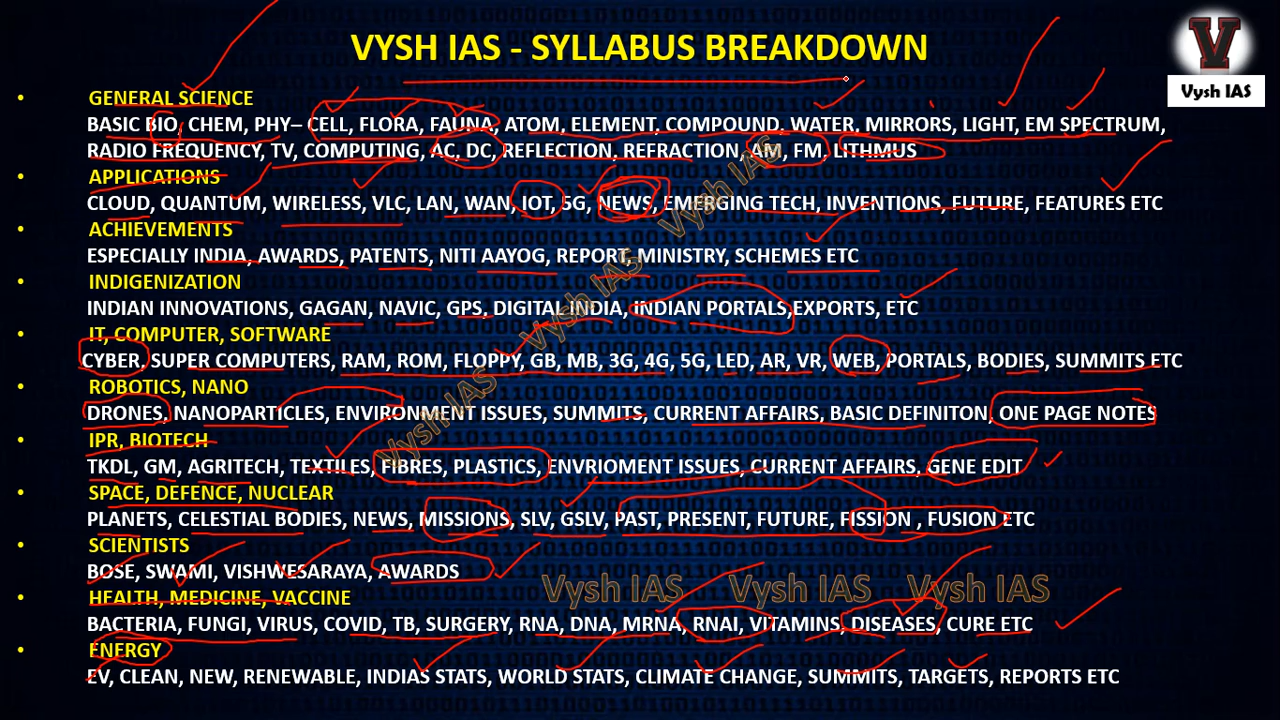 VYSH IAS - SYLLABUS BREAKDOWN
V
Vysh IAS
• GENERAL SCIENCE
BASIC BIO, CHEM, PHY– CELL, FLORA, FAUNA, ATOM, ELEMENT, COMPOUND, WATER, MIRRORS, LIGHT, EM SPECTRUM,
RADIO FREQUENCY, TV, COMPUTING, AC, DC, REFLECTION, REFRACTION, AM, FM, LITHMUS
• APPLICATIONS
CLOUD, QUANTUM, WIRELESS, VLC, LAN, WAN, IOT, 5G, NEWS, EMERGING TECH, INVENTIONS, FUTURE, FEATURES ETC
• ACHIEVEMENTS
ESPECIALLY INDIA, AWARDS, PATENTS, NITI AAYOG, REPORT, MINISTRY, SCHEMES ETC
• INDIGENIZATION
INDIAN INNOVATIONS, GAGAN, NAVIC, GPS, DIGITAL INDIA, INDIAN PORTALS,EXPORTS, ETC
• IT, COMPUTER, SOFTWARE
CYBER, SUPER COMPUTERS, RAM, ROM, FLOPPY, GB, MB, 3G, 4G, 5G, LED, AR, VR, WEB, PORTALS, BODIES, SUMMITS ETC
• ROBOTICS, NANO
DRONES, NANOPARTICLES, ENVIRONMENT ISSUES, SUMMITS, CURRENT AFFAIRS, BASIC DEFINITON, ONE PAGE NOTES
• IPR, BIOTECH
TKDL, GM, AGRITECH, TEXTILES, FIBRES, PLASTICS, ENVRIOMENT ISSUES, CURRENT AFFAIRS, GENE EDIT
• SPACE, DEFENCE, NUCLEAR
PLANETS, CELESTIAL BODIES, NEWS, MISSIONS, SLV, GSLV, PAST, PRESENT, FUTURE, FISSION , FUSION ETC
• SCIENTISTS
BOSE, SWAMI, VISHWESARAYA, AWARDS
• HEALTH, MEDICINE, VACCINE
BACTERIA, FUNGI, VIRUS, COVID, TB, SURGERY, RNA, DNA, MRNA, RNAI, VITAMINS, DISEASES, CURE ETC
• ENERGY
EV, CLEAN, NEW, RENEWABLE, INDIAS STATS, WORLD STATS, CLIMATE CHANGE, SUMMITS, TARGETS, REPORTS ETC
Vysh IAS Vysh IAS Vysh IAS
Vysh IAS Vysh IAS Vysh IAS